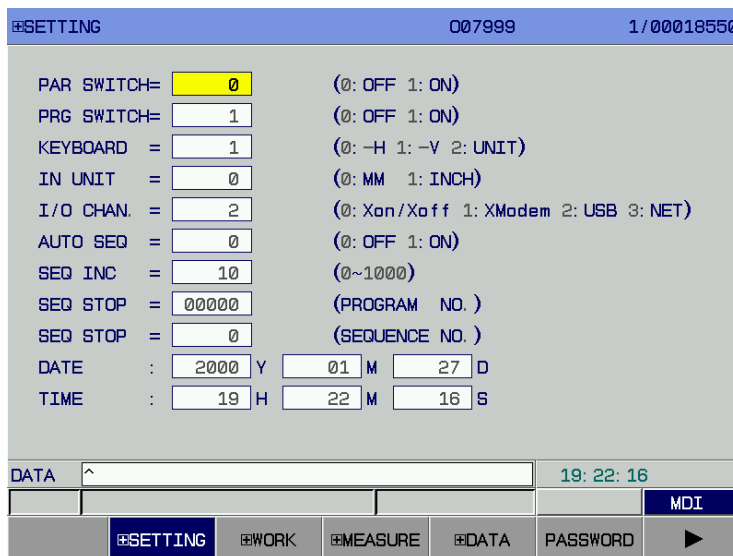 ⊞SETTING O07999 1/00018550
PAR SWITCH= 0 (0: OFF 1: ON)
PRG SWITCH= 1 (0: OFF 1: ON)
KEYBOARD = 1 (0: -H 1: -V 2: UNIT)
IN UNIT = 0 (0: MM 1: INCH)
I/O CHAN. = 2 (0: Xon/Xoff 1: XModem 2: USB 3: NET)
AUTO SEQ = 0 (0: OFF 1: ON)
SEQ INC = 10 (0~1000)
SEQ STOP = 00000 (PROGRAM NO. )
SEQ STOP = 0 (SEQUENCE NO. )
DATE : 2000 Y 01 M 27 D
TIME : 19 H 22 M 16 S
DATA ^ 19: 22: 16
MDI
⊞SETTING ⊞WORK ⊞MEASURE ⊞DATA PASSWORD ▶